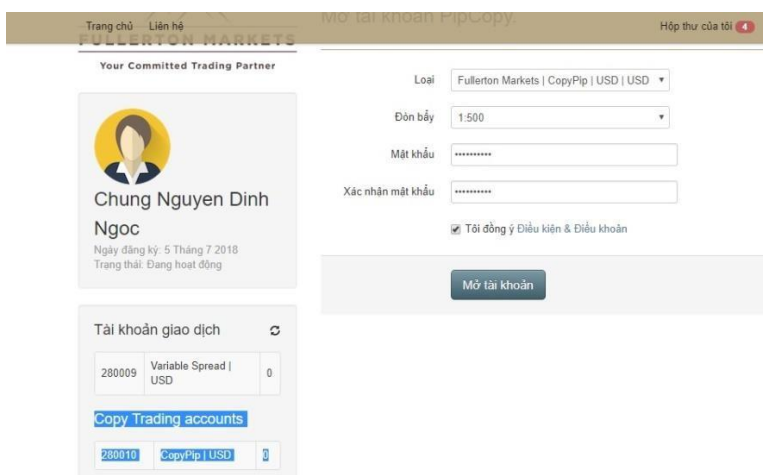 Trang chủ Liên hệ
Hộp thư của tôi 4
FULLERTON MARKETS
Your Committed Trading Partner
Chung Nguyen Dinh
Ngoc
Ngày đăng ký: 5 Tháng 7 2018
Trạng thái: Đang hoạt động
Tài khoản giao dịch
280009 Variable Spread | 0
USD
Copy Trading accounts
280010 CopyPip | USD 0
Mở tài khoản PipCopy.
Loại Fullerton Markets | CopyPip | USD | USD
Đòn bẩy 1:500
Mật khẩu ••••••••••
Xác nhận mật khẩu ••••••••••
Tôi đồng ý Điều kiện & Điều khoản
Mở tài khoản